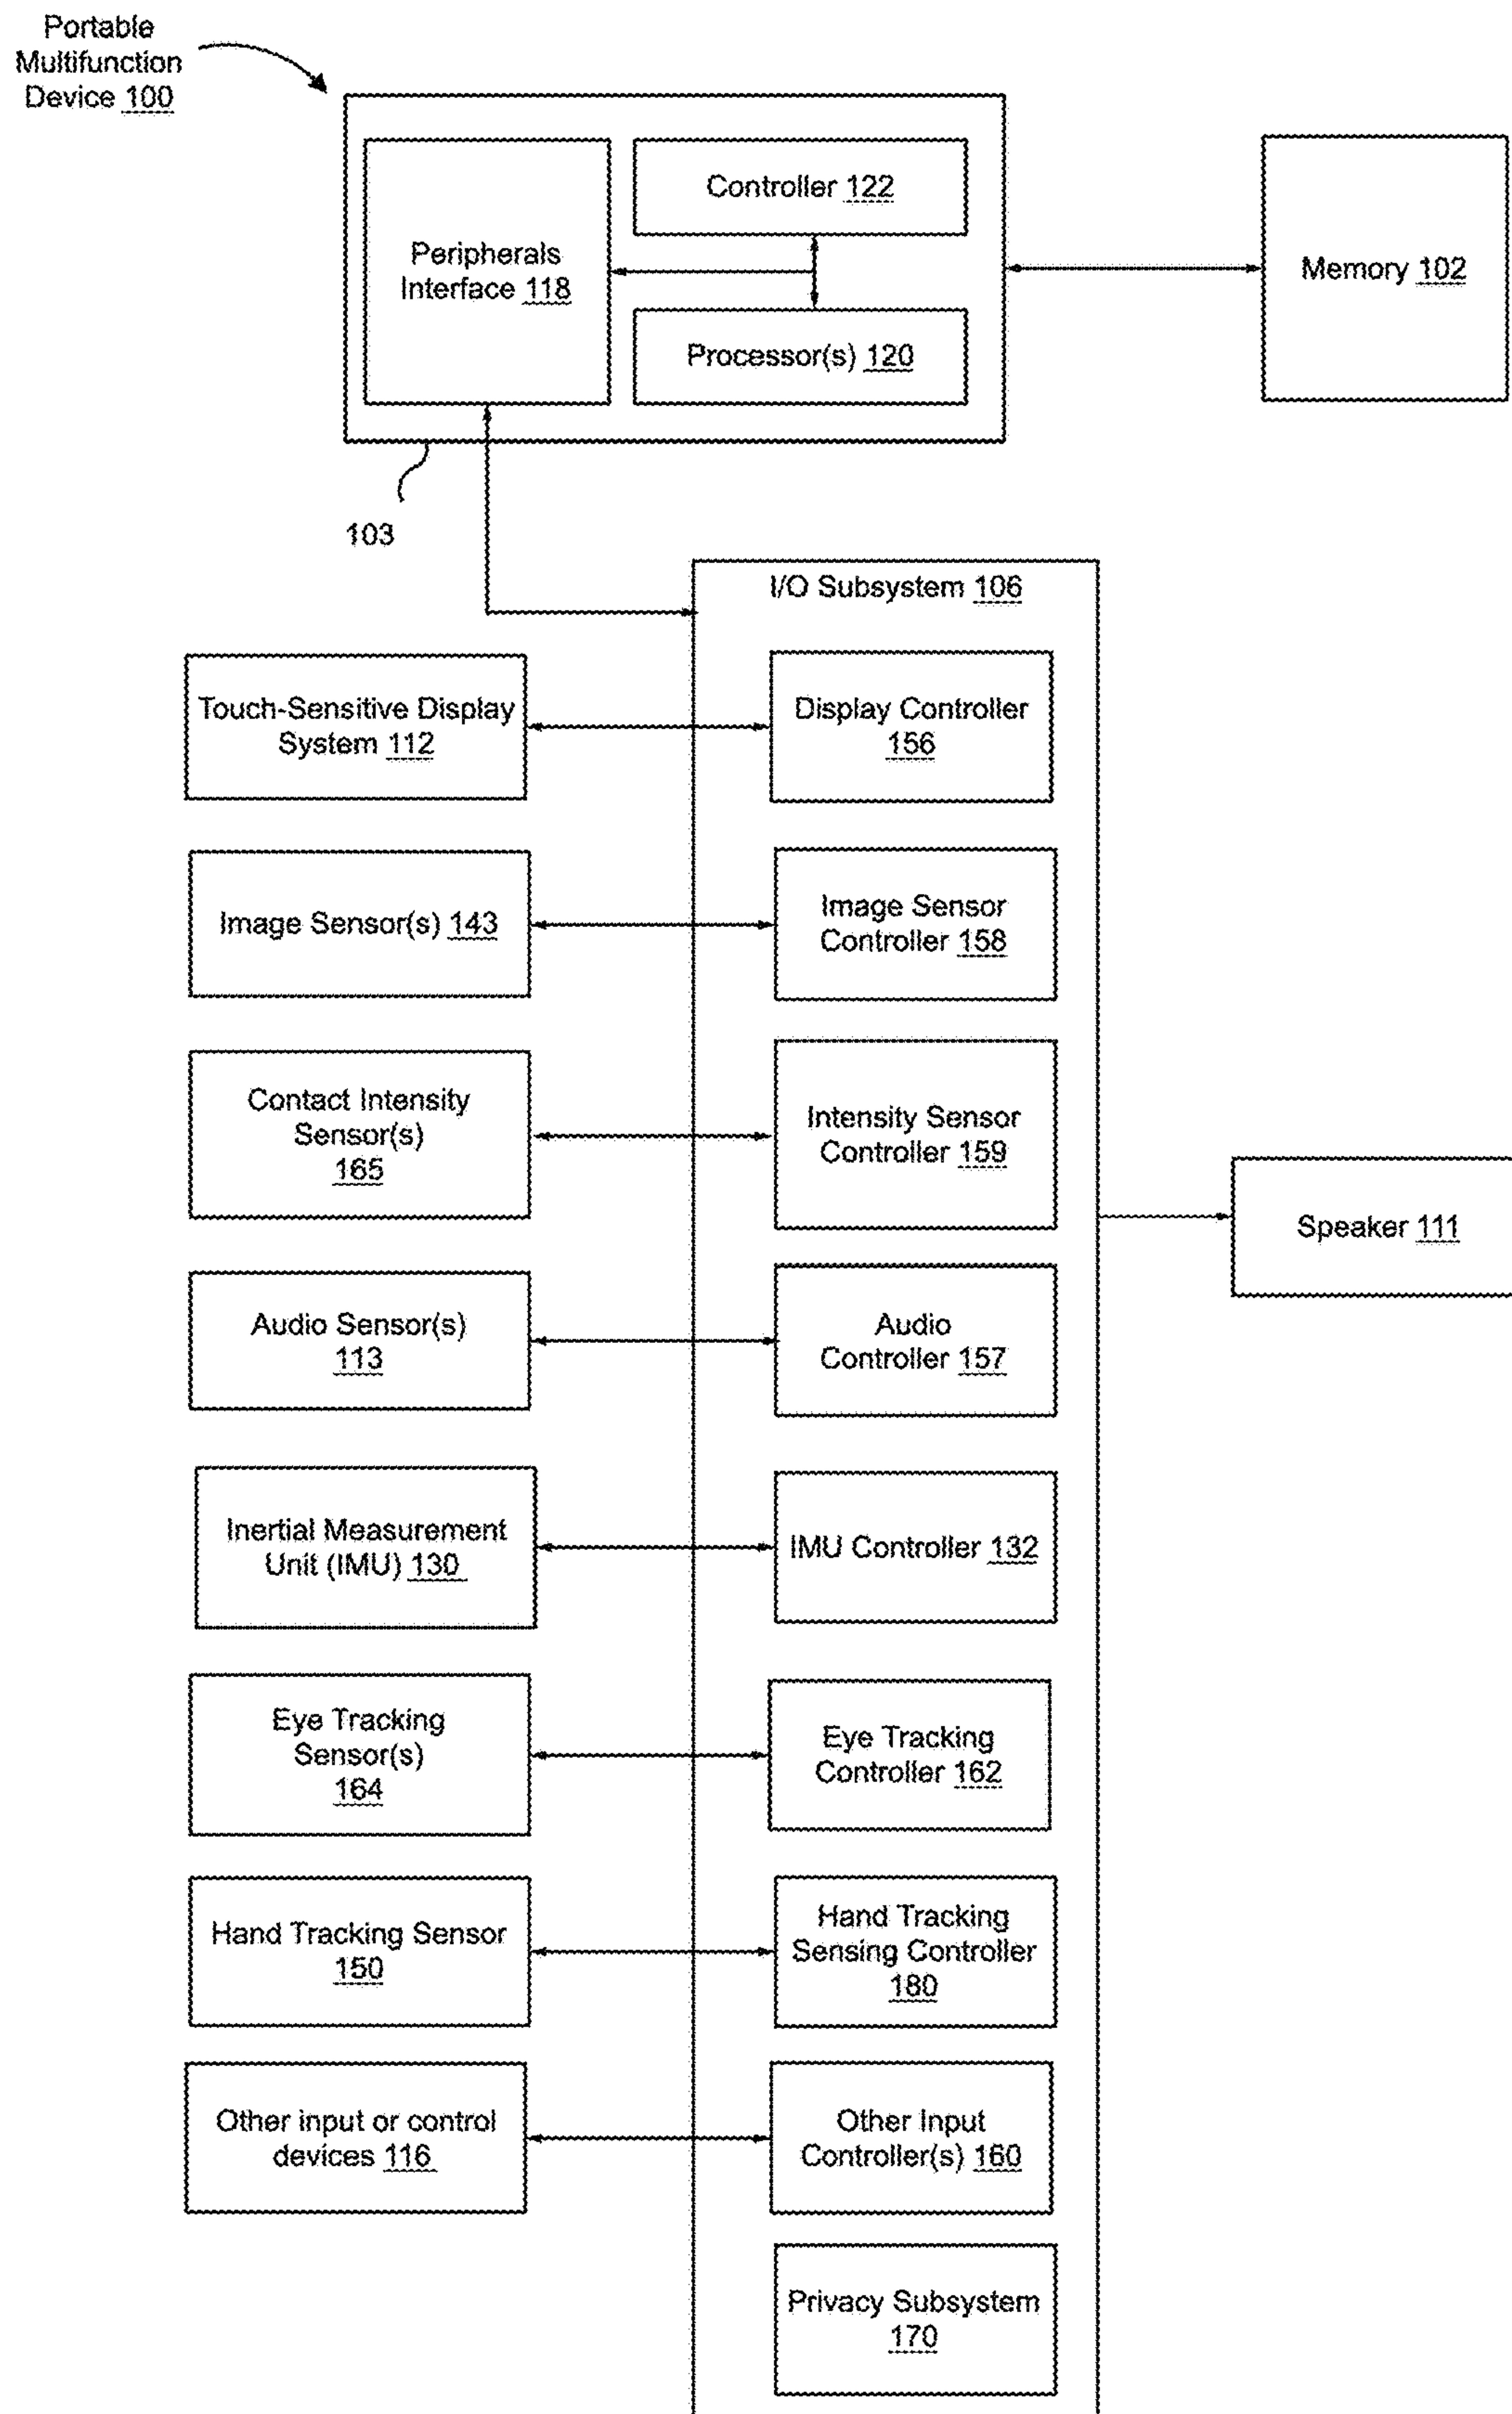 Portable
Multifunction
Device 100
Controller 122
Peripherals
Interface 118
Processor(s) 120
Memory 102
103
I/O Subsystem 106
Touch-Sensitive Display
System 112
Display Controller
156
Image Sensor(s) 143
Image Sensor
Controller 158
Contact Intensity
Sensor(s)
165
Intensity Sensor
Controller 159
Speaker 111
Audio Sensor(s)
113
Audio
Controller 157
Inertial Measurement
Unit (IMU) 130
IMU Controller 132
Eye Tracking
Sensor(s)
164
Eye Tracking
Controller 162
Hand Tracking Sensor
150
Hand Tracking
Sensing Controller
180
Other input or control
devices 116
Other Input
Controller(s) 160
Privacy Subsystem
170